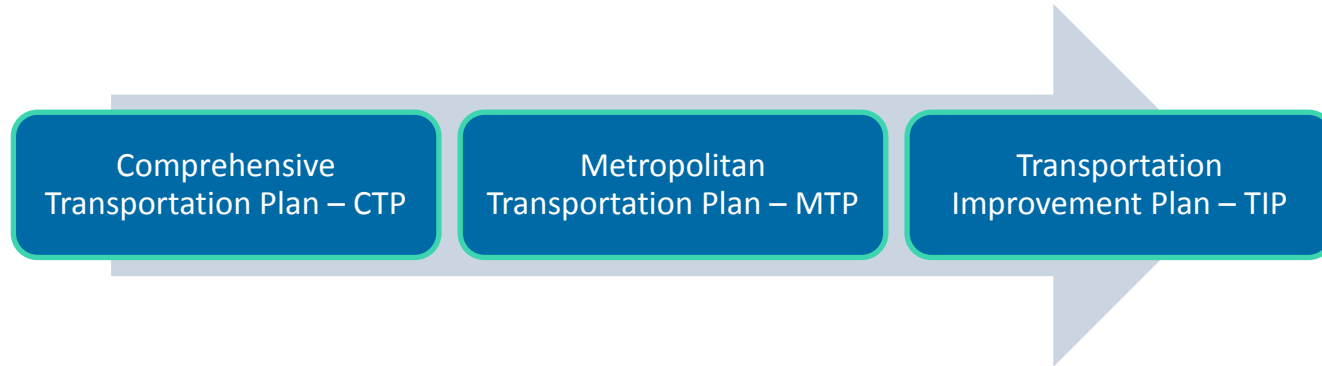 Comprehensive
Transportation Plan – CTP
Metropolitan
Transportation Plan – MTP
Transportation
Improvement Plan – TIP